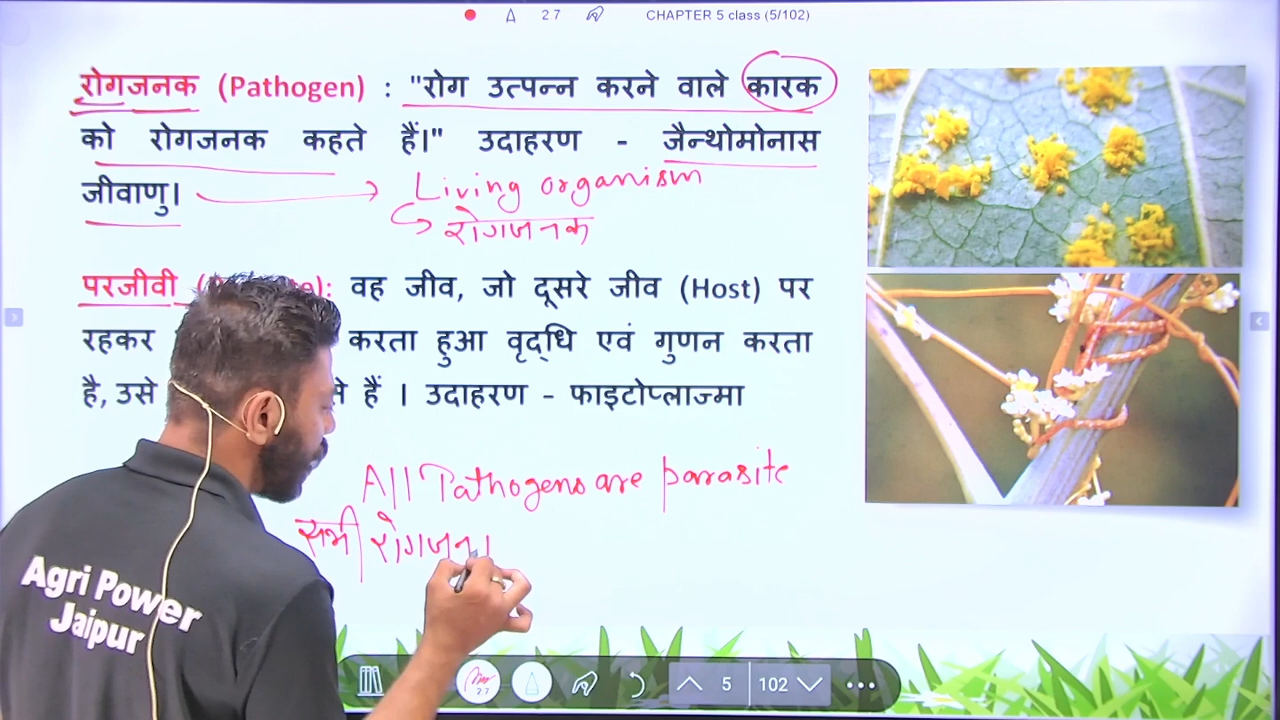 27 CHAPTER 5 class (5/102)
रोगजनक (Pathogen) : "रोग उत्पन्न करने वाले कारक
को रोगजनक कहते हैं।" उदाहरण - जैन्थोमोनास
जीवाणु।
Living organism
रोगजनक
परजीवी वह जीव, जो दूसरे जीव (Host) पर
रहकर करता हुआ वृद्धि एवं गुणन करता
है, उसे हैं । उदाहरण – फाइटोप्लाज्मा
All Pathogens are parasite
सभी
Agri Power
Jaipur
27 5 102